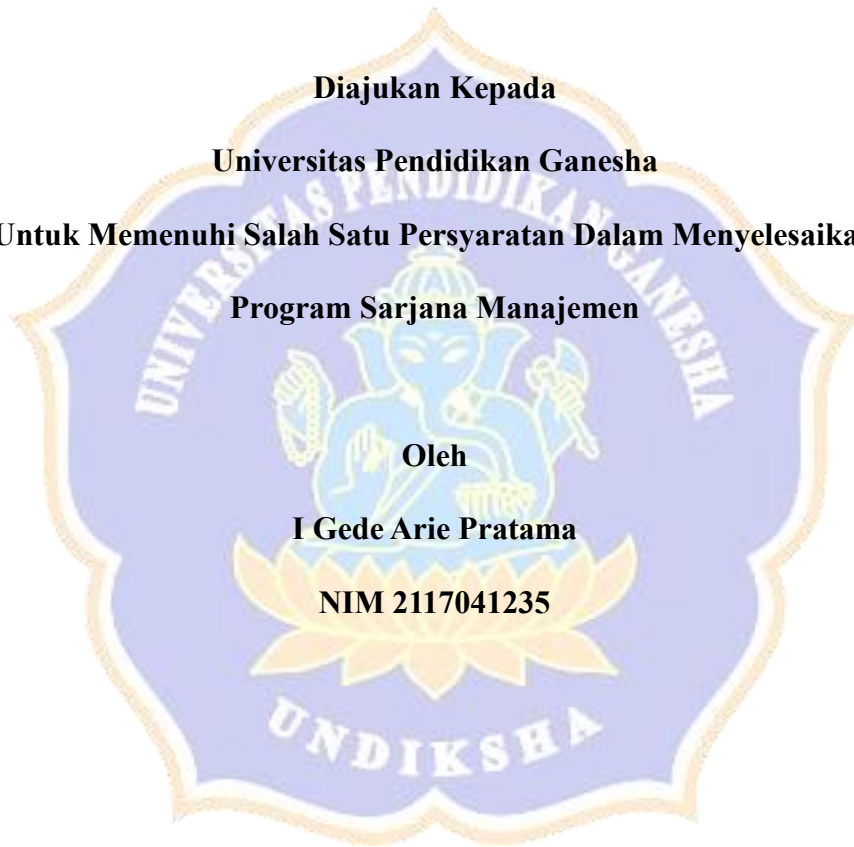 Diajukan Kepada
Universitas Pendidikan Ganesha
Untuk Memenuhi Salah Satu Persyaratan Dalam Menyelesaika
Program Sarjana Manajemen
Oleh
I Gede Arie Pratama
NIM 2117041235
UNIVERSITAS PENDIDIKAN GANESHA
UNDIKSHA